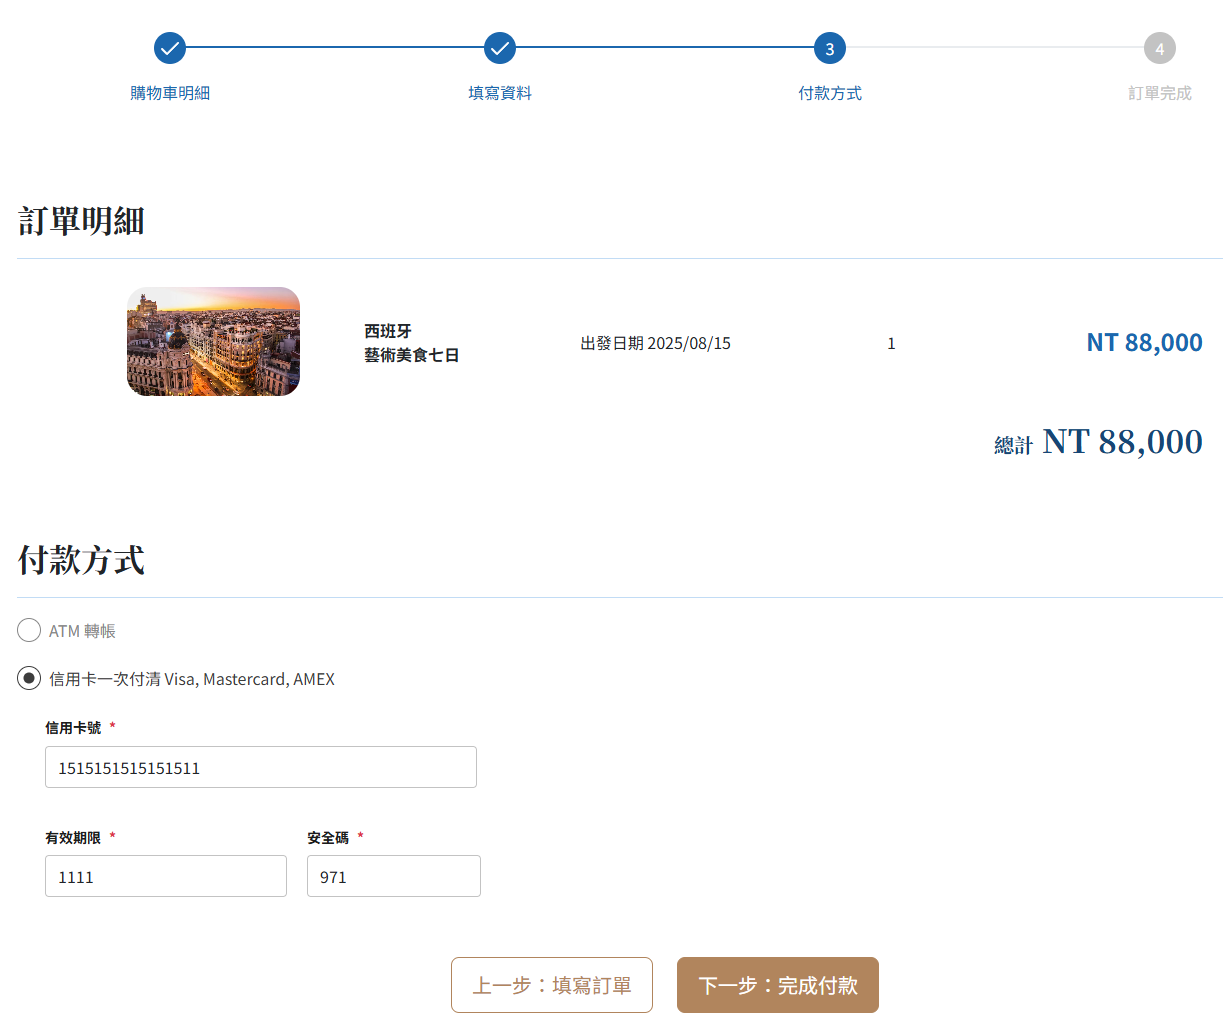 3
4
購物車明細
填寫資料
付款方式
訂單完成
訂單明細
西班牙
藝術美食七日
出發日期 2025/08/15
1
NT 88,000
總計 NT 88,000
付款方式
ATM 轉帳
信用卡一次付清 Visa, Mastercard, AMEX
信用卡號 *
1515151515151511
有效期限 *
安全碼 *
1111
971
上一步：填寫訂單
下一步：完成付款